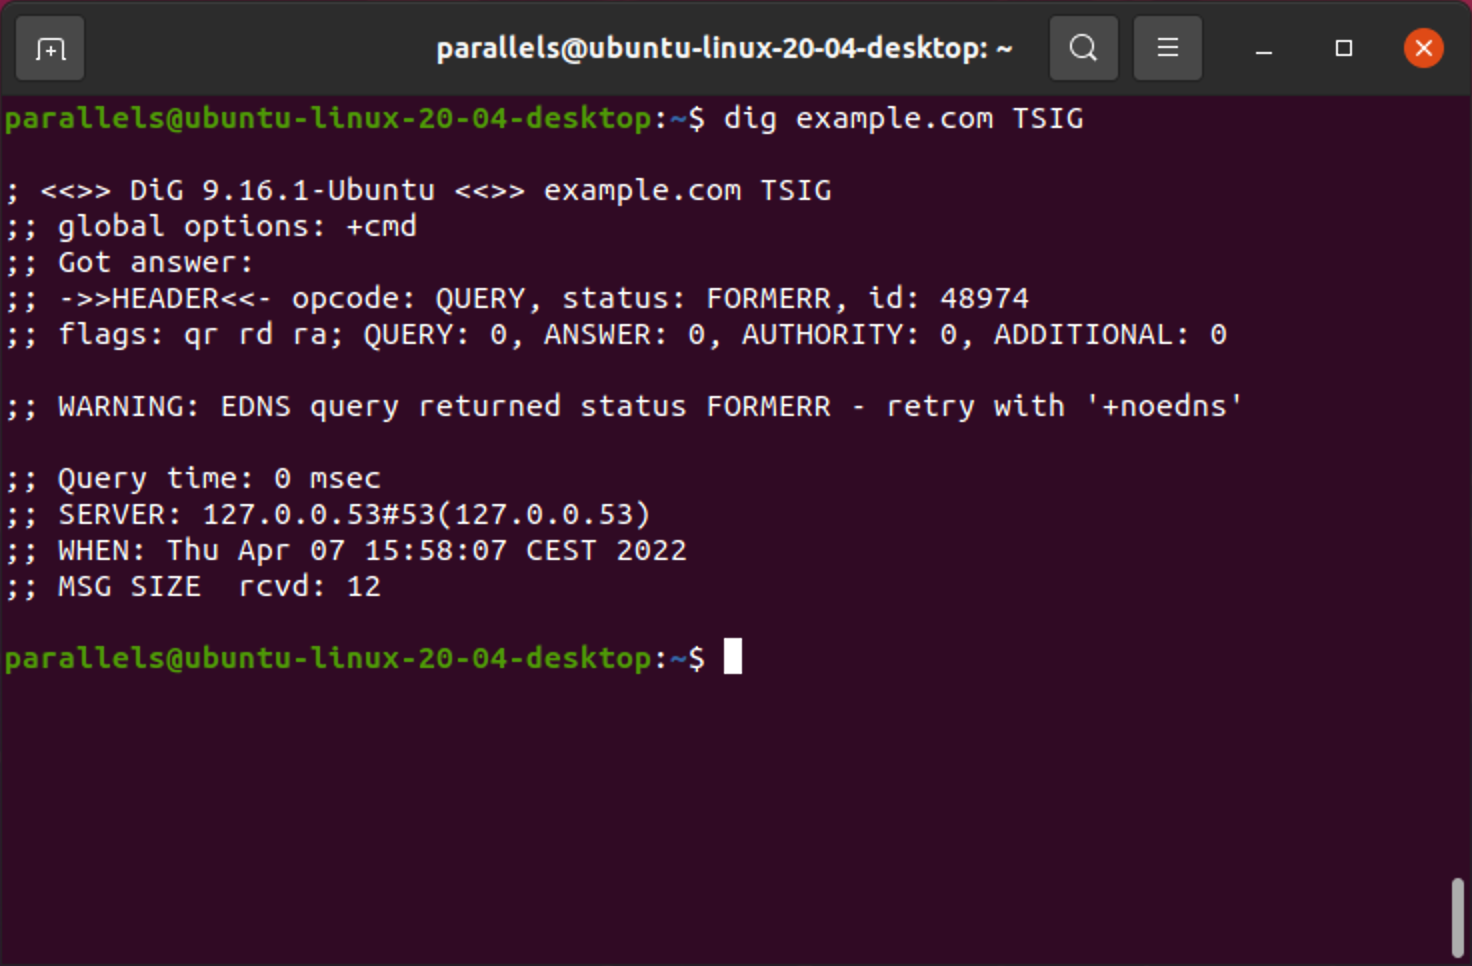 parallels@ubuntu-linux-20-04-desktop: ~
parallels@ubuntu-linux-20-04-desktop:~$ dig example.com TSIG
; <<>> DiG 9.16.1-Ubuntu <<>> example.com TSIG
;; global options: +cmd
;; Got answer:
;; ->>HEADER<<- opcode: QUERY, status: FORMERR, id: 48974
;; flags: qr rd ra; QUERY: 0, ANSWER: 0, AUTHORITY: 0, ADDITIONAL: 0
;; WARNING: EDNS query returned status FORMERR - retry with '+noedns'
;; Query time: 0 msec
;; SERVER: 127.0.0.53#53(127.0.0.53)
;; WHEN: Thu Apr 07 15:58:07 CEST 2022
;; MSG SIZE  rcvd: 12
parallels@ubuntu-linux-20-04-desktop:~$